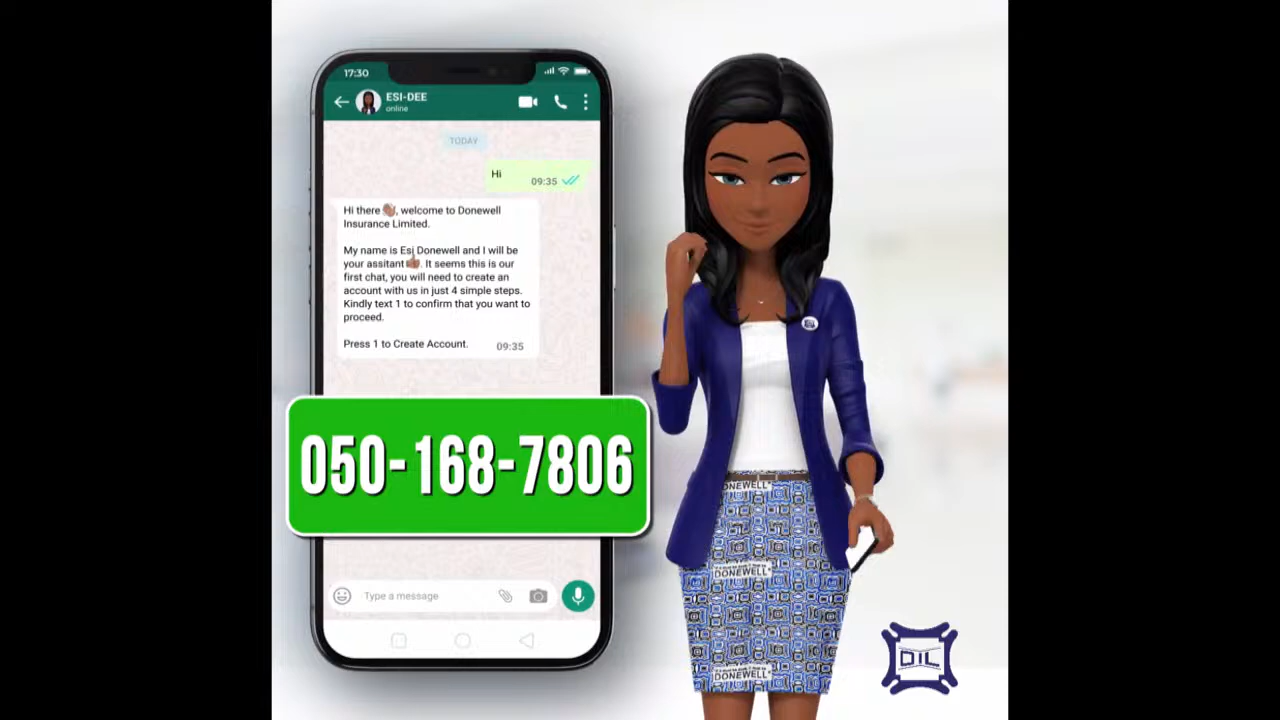 17:30
ESI-DEE
online
TODAY
Hi
09:35
Hi there 👋🏽, welcome to Donewell
Insurance Limited.
My name is Esi Donewell and I will be
your assitant 👍🏽. It seems this is our
first chat, you will need to create an
account with us in just 4 simple steps.
Kindly text 1 to confirm that you want to
proceed.
Press 1 to Create Account.
09:35
050-168-7806
Type a message
DONEWELL
DONEWELL
DONEWELL
DIL